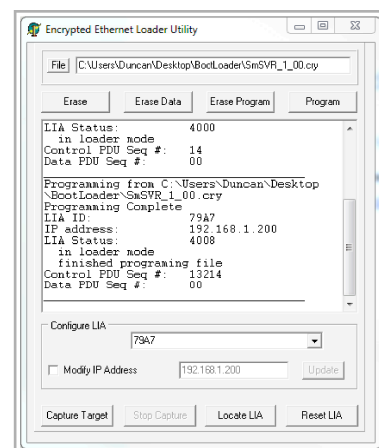 Encrypted Ethernet Loader Utility
File C:\Users\Duncan\Desktop\BootLoader\SmSVR_1_00.cry
Erase Erase Data Erase Program Program
LIA Status: 4000
in loader mode
Control PDU Seq #: 14
Data PDU Seq #: 00
Programming from C:\Users\Duncan\Desktop
\BootLoader\SmSVR_1_00.cry
Programming Complete
LIA ID: 79A7
IP address: 192.168.1.200
LIA Status: 4008
in loader mode
finished programing file
Control PDU Seq #: 13214
Data PDU Seq #: 00
Configure LIA
79A7
Modify IP Address 192.168.1.200 Update
Capture Target Stop Capture Locate LIA Reset LIA